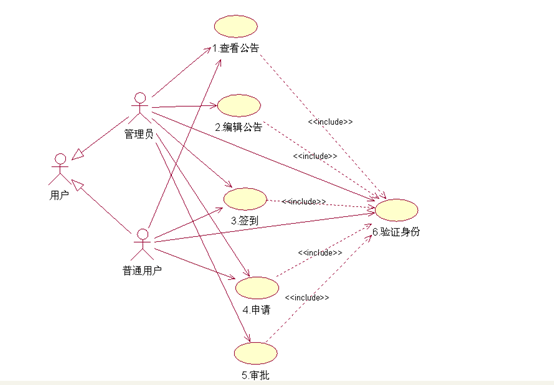 1.查看公告
管理员
2.编辑公告
<<include>>
<<include>>
用户
3.签到
<<include>>
6.验证身份
普通用户
<<include>>
4.申请
<<include>>
5.审批